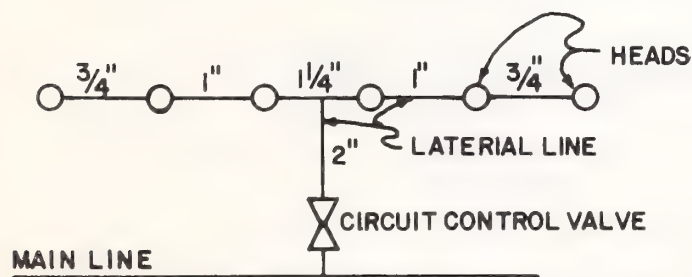 3/4" 1" 1 1/4" 1" 3/4"
HEADS
2" LATERIAL LINE
CIRCUIT CONTROL VALVE
MAIN LINE